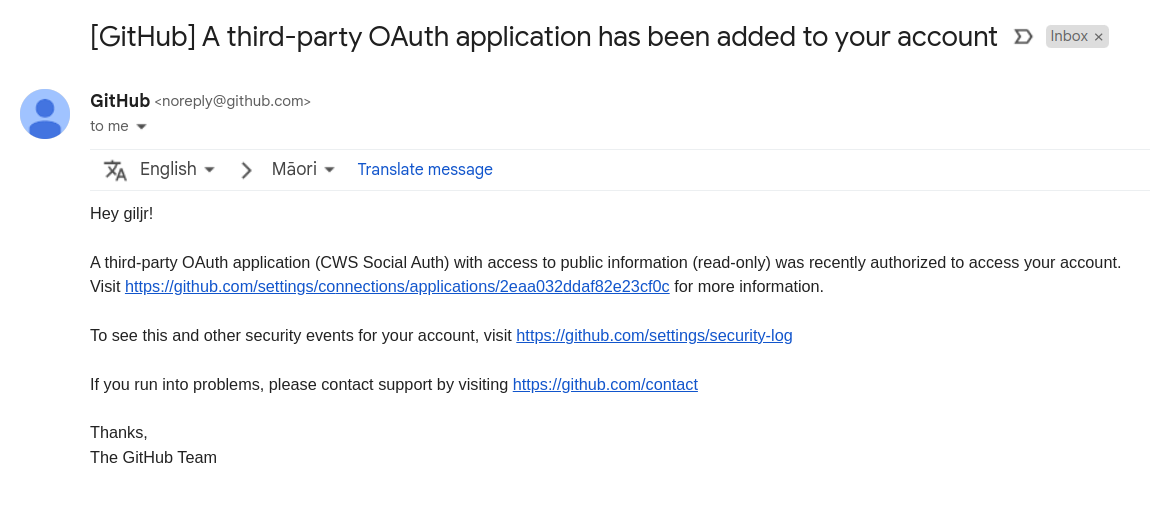 [GitHub] A third-party OAuth application has been added to your account Inbox ×
GitHub <noreply@github.com>
to me
English > Māori Translate message
Hey giljr!
A third-party OAuth application (CWS Social Auth) with access to public information (read-only) was recently authorized to access your account.
Visit https://github.com/settings/connections/applications/2eaa032ddaf82e23cf0c for more information.
To see this and other security events for your account, visit https://github.com/settings/security-log
If you run into problems, please contact support by visiting https://github.com/contact
Thanks,
The GitHub Team